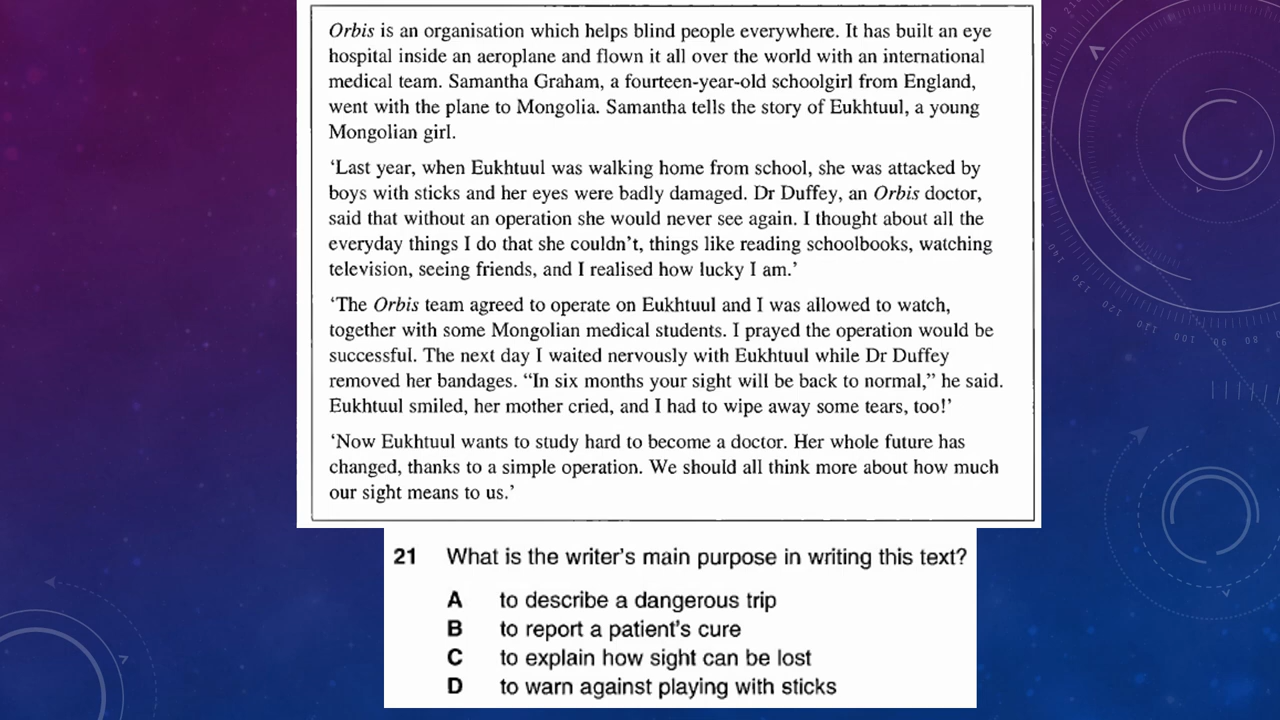 Orbis is an organisation which helps blind people everywhere. It has built an eye
hospital inside an aeroplane and flown it all over the world with an international
medical team. Samantha Graham, a fourteen-year-old schoolgirl from England,
went with the plane to Mongolia. Samantha tells the story of Eukhtuul, a young
Mongolian girl.
‘Last year, when Eukhtuul was walking home from school, she was attacked by
boys with sticks and her eyes were badly damaged. Dr Duffey, an Orbis doctor,
said that without an operation she would never see again. I thought about all the
everyday things I do that she couldn’t, things like reading schoolbooks, watching
television, seeing friends, and I realised how lucky I am.’
‘The Orbis team agreed to operate on Eukhtuul and I was allowed to watch,
together with some Mongolian medical students. I prayed the operation would be
successful. The next day I waited nervously with Eukhtuul while Dr Duffey
removed her bandages. “In six months your sight will be back to normal,” he said.
Eukhtuul smiled, her mother cried, and I had to wipe away some tears, too!’
‘Now Eukhtuul wants to study hard to become a doctor. Her whole future has
changed, thanks to a simple operation. We should all think more about how much
our sight means to us.’
21 What is the writer’s main purpose in writing this text?
A to describe a dangerous trip
B to report a patient’s cure
C to explain how sight can be lost
D to warn against playing with sticks